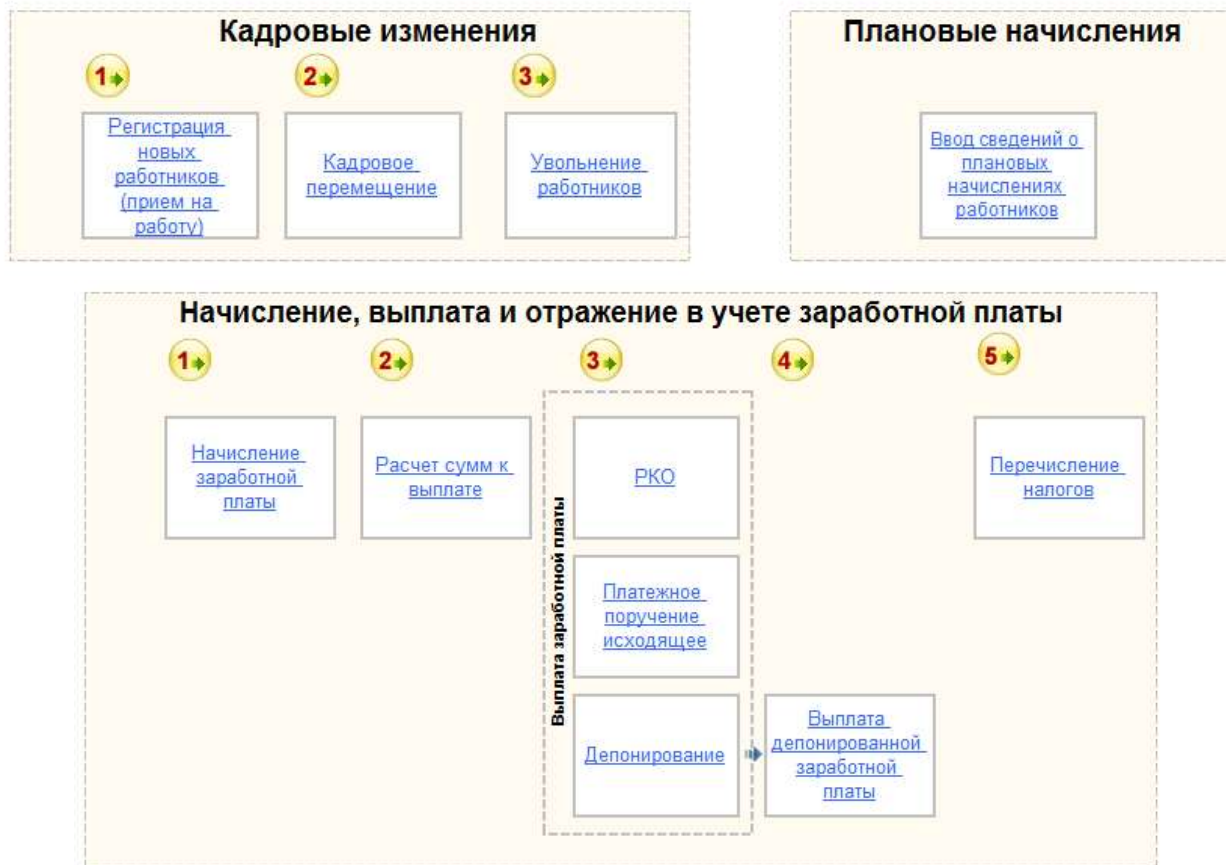 Кадровые изменения
1
2
3
Регистрация
новых
работников
(прием на
работу)
Кадровое
перемещение
Увольнение
работников
Плановые начисления
Ввод сведений о
плановых
начислениях
работников
Начисление, выплата и отражение в учете заработной платы
1
2
3
4
5
Начисление
заработной
платы
Расчет сумм к
выплате
Выплата заработной платы
РКО
Платежное
поручение
исходящее
Депонирование
Выплата
депонированной
заработной
платы
Перечисление
налогов